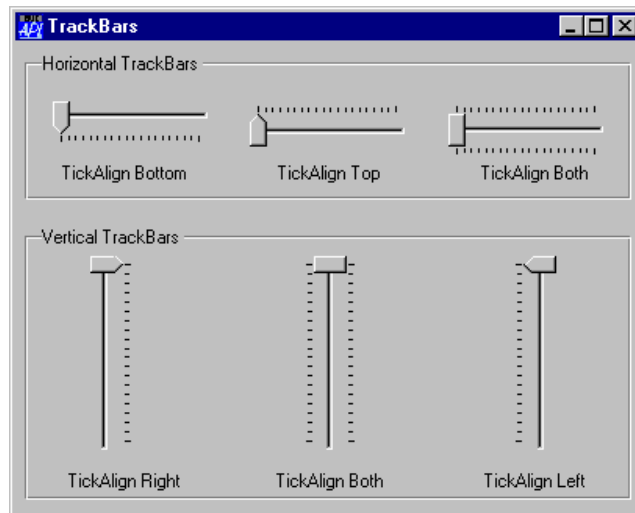 TrackBars
Horizontal TrackBars
TickAlign Bottom
TickAlign Top
TickAlign Both
Vertical TrackBars
TickAlign Right
TickAlign Both
TickAlign Left